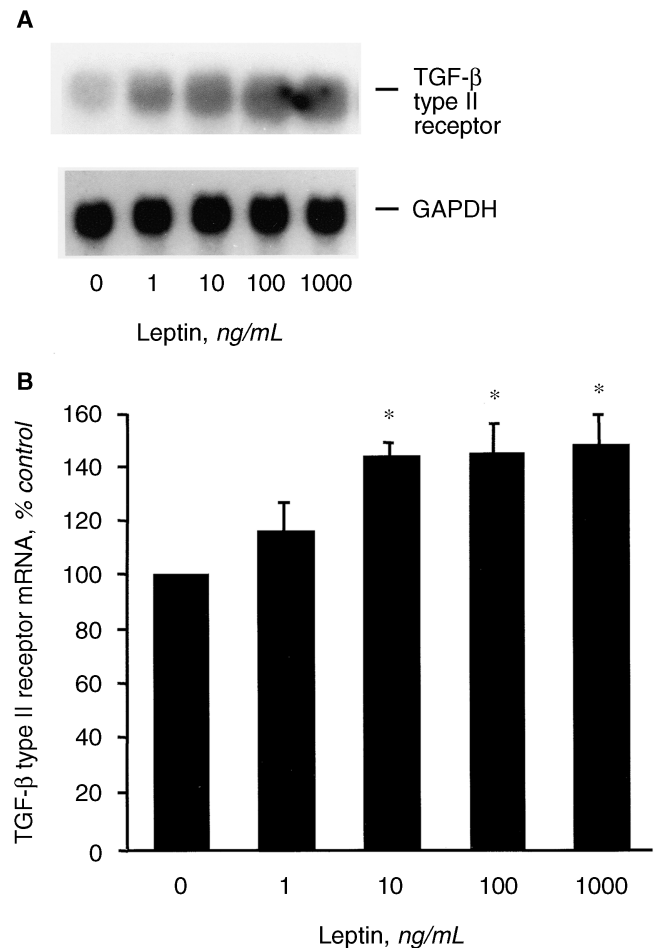 A
TGF-β
type II
receptor
GAPDH
0 1 10 100 1000
Leptin, ng/mL
B
TGF-β type II receptor mRNA, % control
160
140
120
100
80
60
40
20
0
* * *
0 1 10 100 1000
Leptin, ng/mL